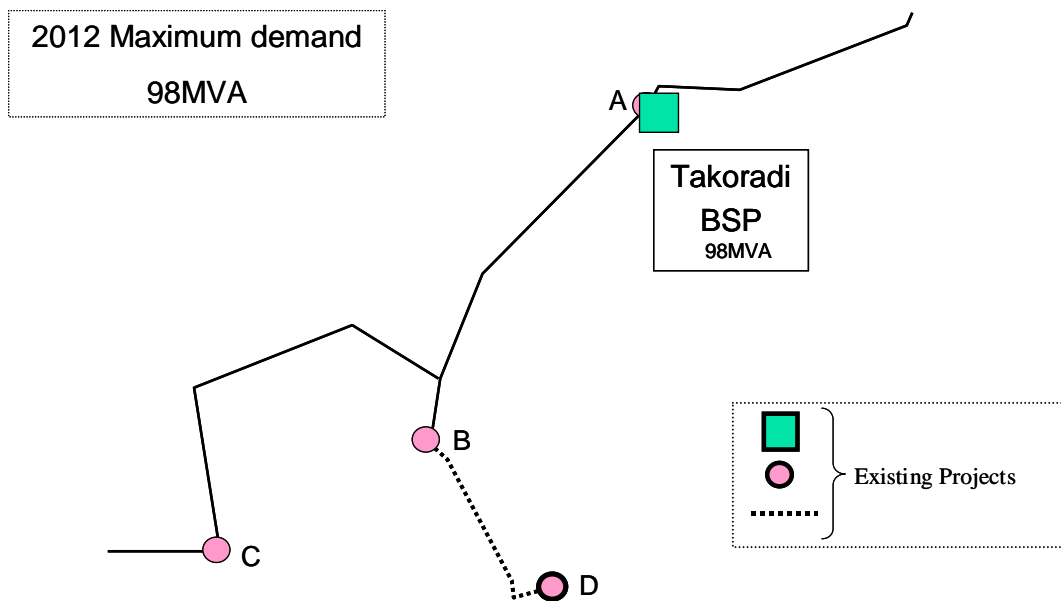 2012 Maximum demand
98MVA
A
Takoradi
BSP
98MVA
B
Existing Projects
C
D